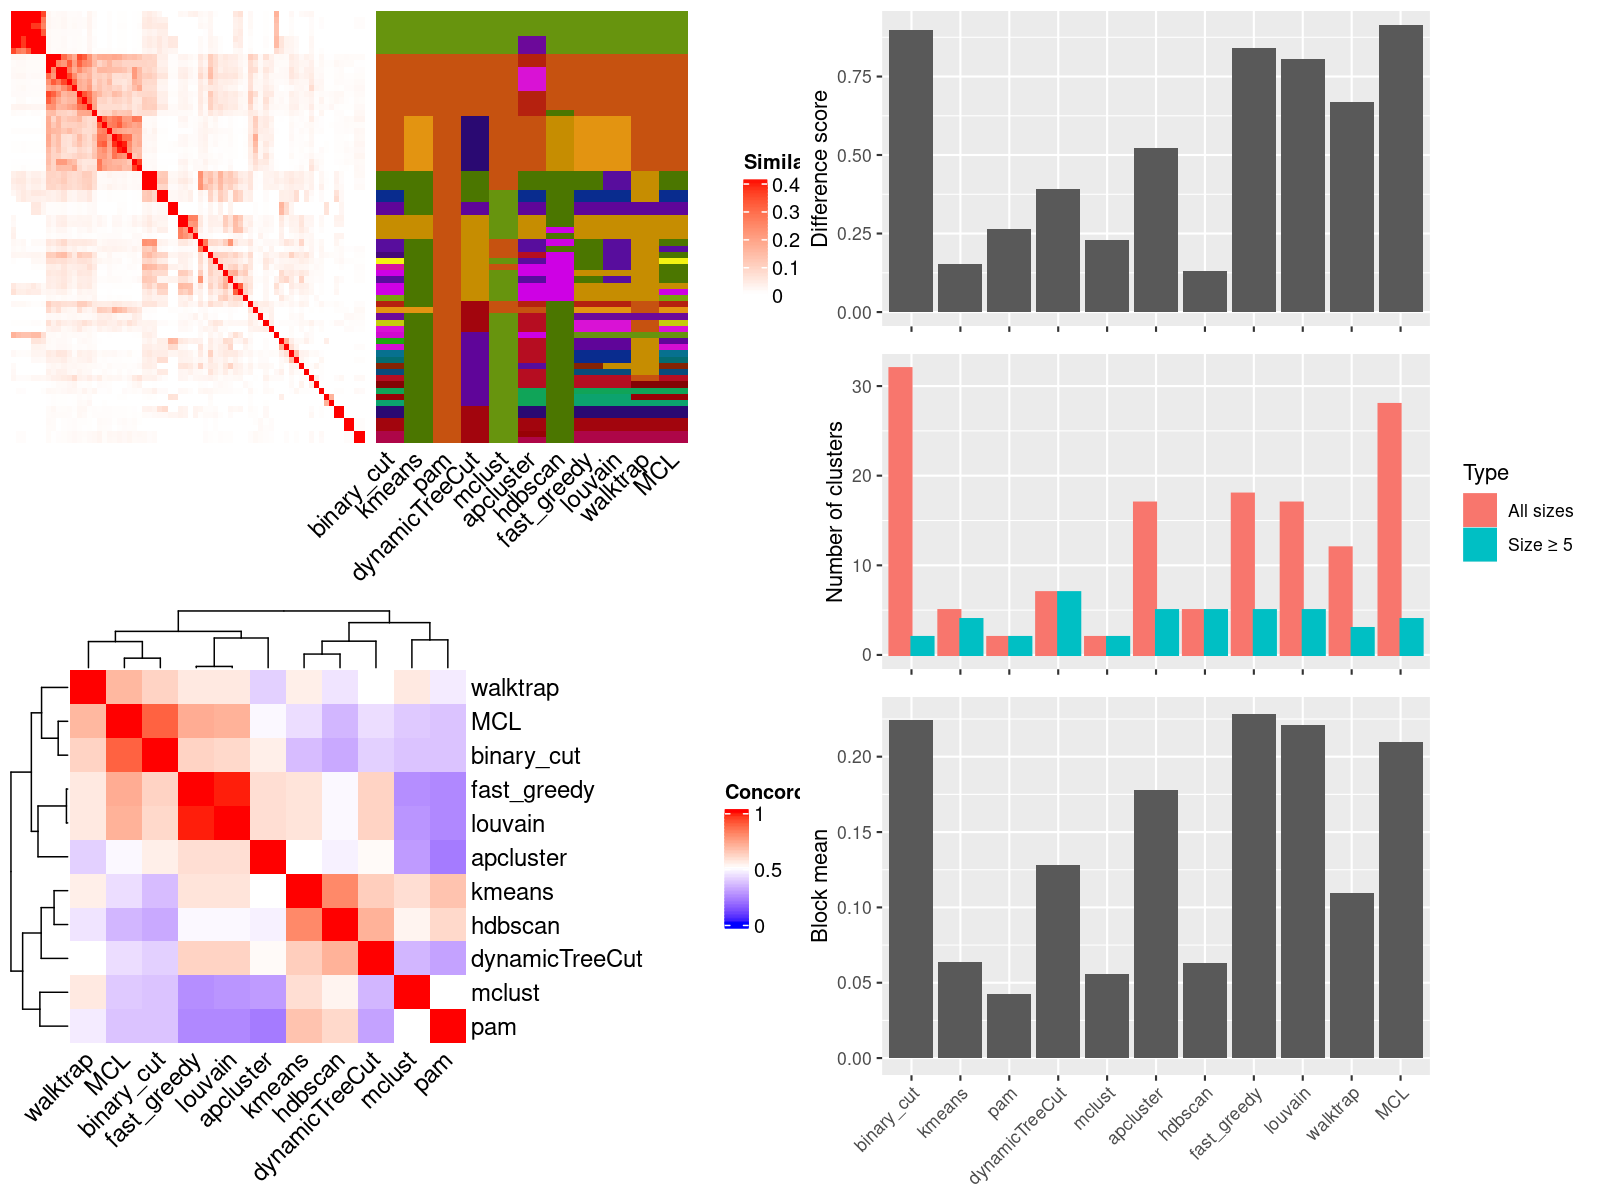 Simila
0.4
0.3
0.2
0.1
0
binary_cut
kmeans
pam
dynamicTreeCut
mclust
apcluster
hdbscan
fast_greedy
louvain
walktrap
MCL
walktrap
MCL
binary_cut
fast_greedy
louvain
apcluster
kmeans
hdbscan
dynamicTreeCut
mclust
pam
walktrap
MCL
binary_cut
fast_greedy
louvain
apcluster
kmeans
hdbscan
dynamicTreeCut
mclust
pam
Concord
1
0.5
0
Difference score
0.75
0.50
0.25
0.00
Number of clusters
30
20
10
0
Type
All sizes
Size ≥ 5
Block mean
0.20
0.15
0.10
0.05
0.00
binary_cut
kmeans
pam
dynamicTreeCut
mclust
apcluster
hdbscan
fast_greedy
louvain
walktrap
MCL